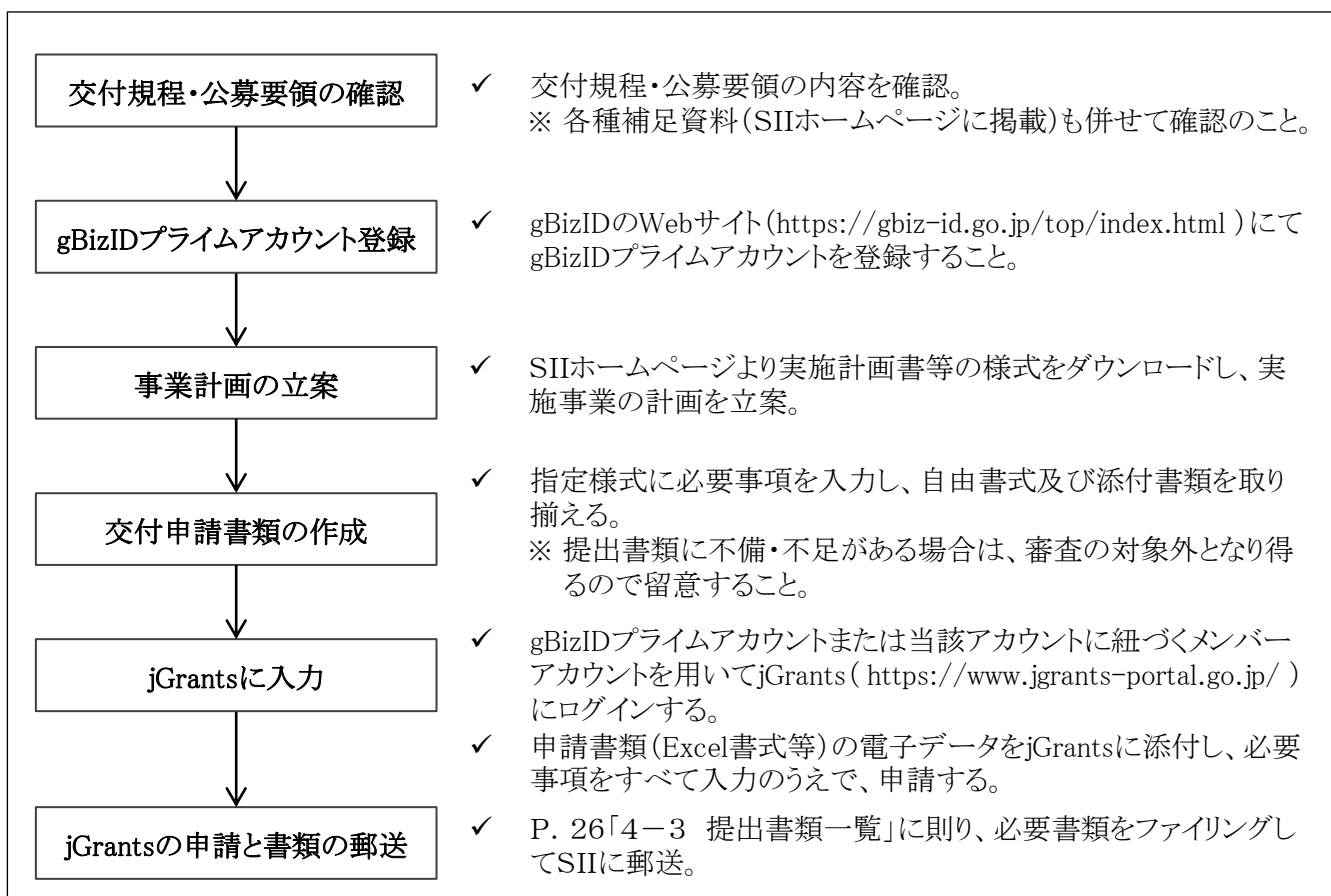 交付規程・公募要領の確認
✓ 交付規程・公募要領の内容を確認。
※ 各種補足資料(SIIホームページに掲載)も併せて確認のこと。
gBizIDプライムアカウント登録
✓ gBizIDのWebサイト(https://gbiz-id.go.jp/top/index.html )にて
gBizIDプライムアカウントを登録すること。
事業計画の立案
✓ SIIホームページより実施計画書等の様式をダウンロードし、実
施事業の計画を立案。
交付申請書類の作成
✓ 指定様式に必要事項を入力し、自由書式及び添付書類を取り
揃える。
※ 提出書類に不備・不足がある場合は、審査の対象外となり得
るので留意すること。
jGrantsに入力
✓ gBizIDプライムアカウントまたは当該アカウントに紐づくメンバー
アカウントを用いてjGrants( https://www.jgrants-portal.go.jp/ )
にログインする。
✓ 申請書類(Excel書式等)の電子データをjGrantsに添付し、必要
事項をすべて入力のうえで、申請する。
jGrantsの申請と書類の郵送
✓ P. 26「4-3 提出書類一覧」に則り、必要書類をファイリングし
てSIIに郵送。